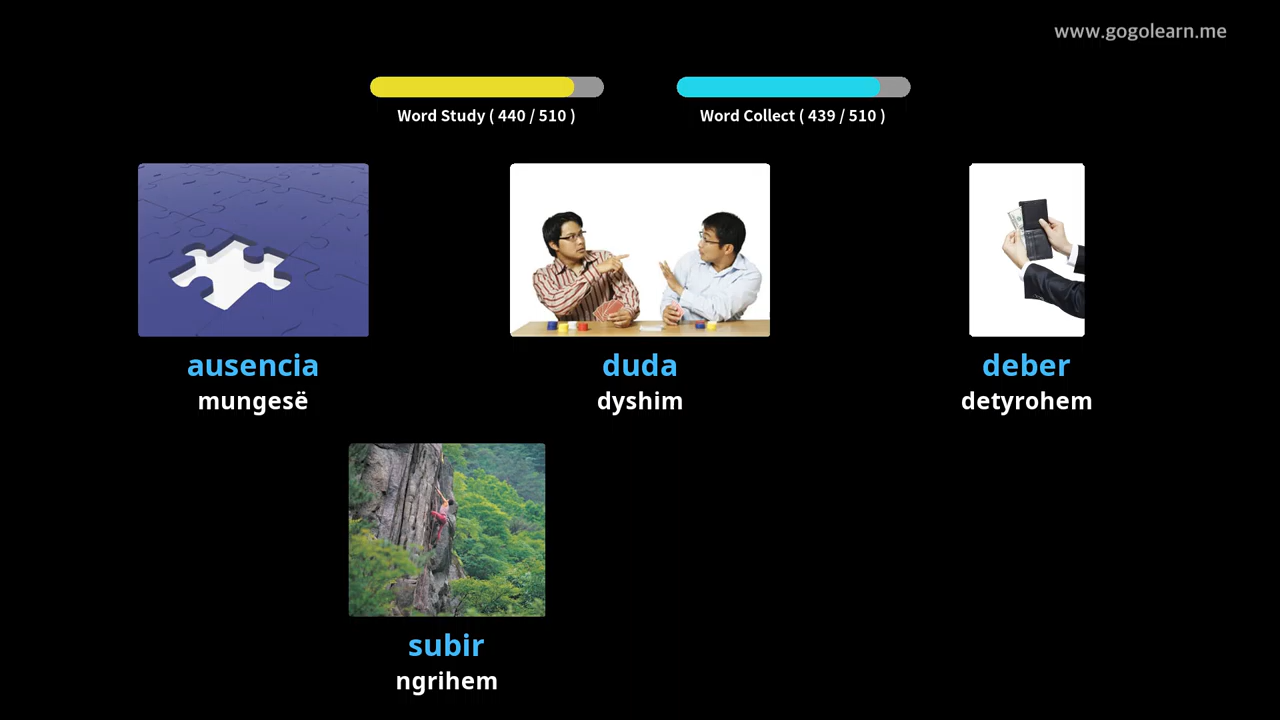 www.gogolearn.me
Word Study ( 440 / 510 )
Word Collect ( 439 / 510 )
ausencia
mungesë
duda
dyshim
deber
detyrohem
subir
ngrihem